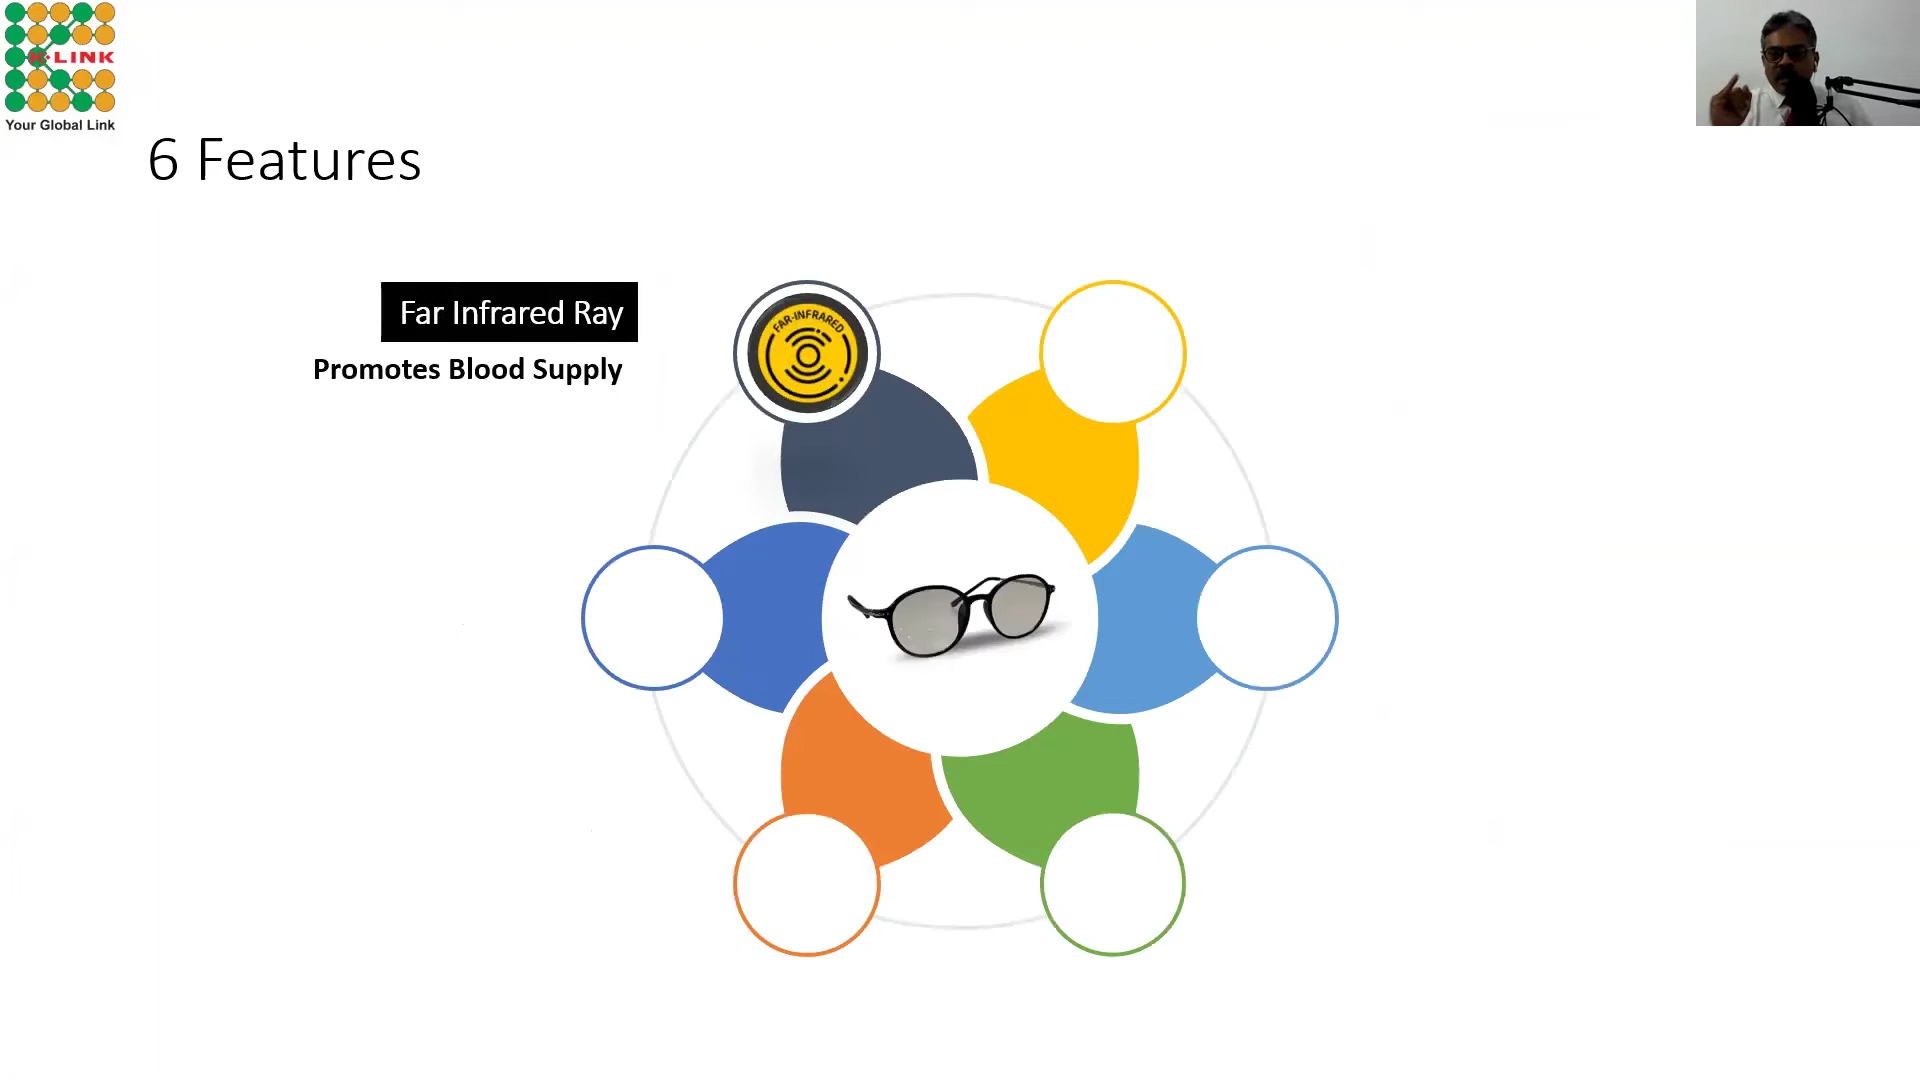 K-LINK
Your Global Link
6 Features
Far Infrared Ray
Promotes Blood Supply
FAR-INFRARED